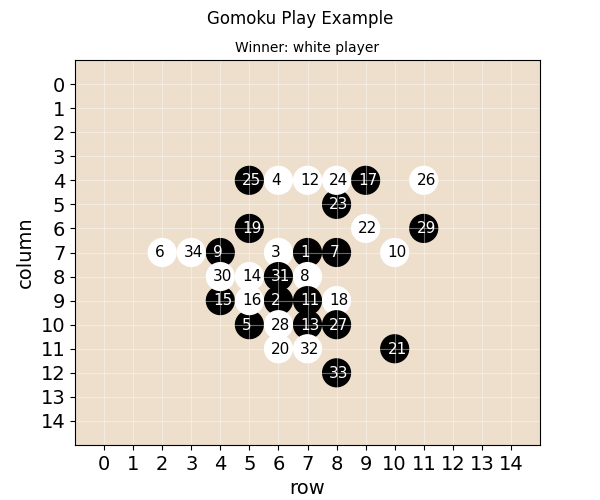 Gomoku Play Example
Winner: white player
0
1
2
3
4 25 4 12 24 17 26
5 23
6 19 22 29
7 6 34 9 3 1 7 10
8 30 14 31 8
9 15 16 2 11 18
10 5 28 13 27
11 20 32 21
12 33
13
14
column
0 1 2 3 4 5 6 7 8 9 10 11 12 13 14
row